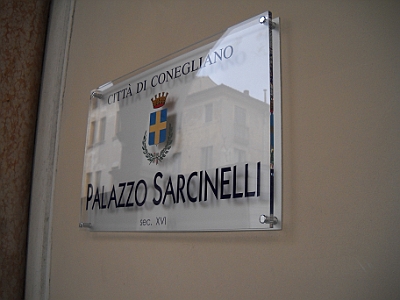 CITTÀ DI CONEGLIANO
PALAZZO SARCINELLI
sec. XVI